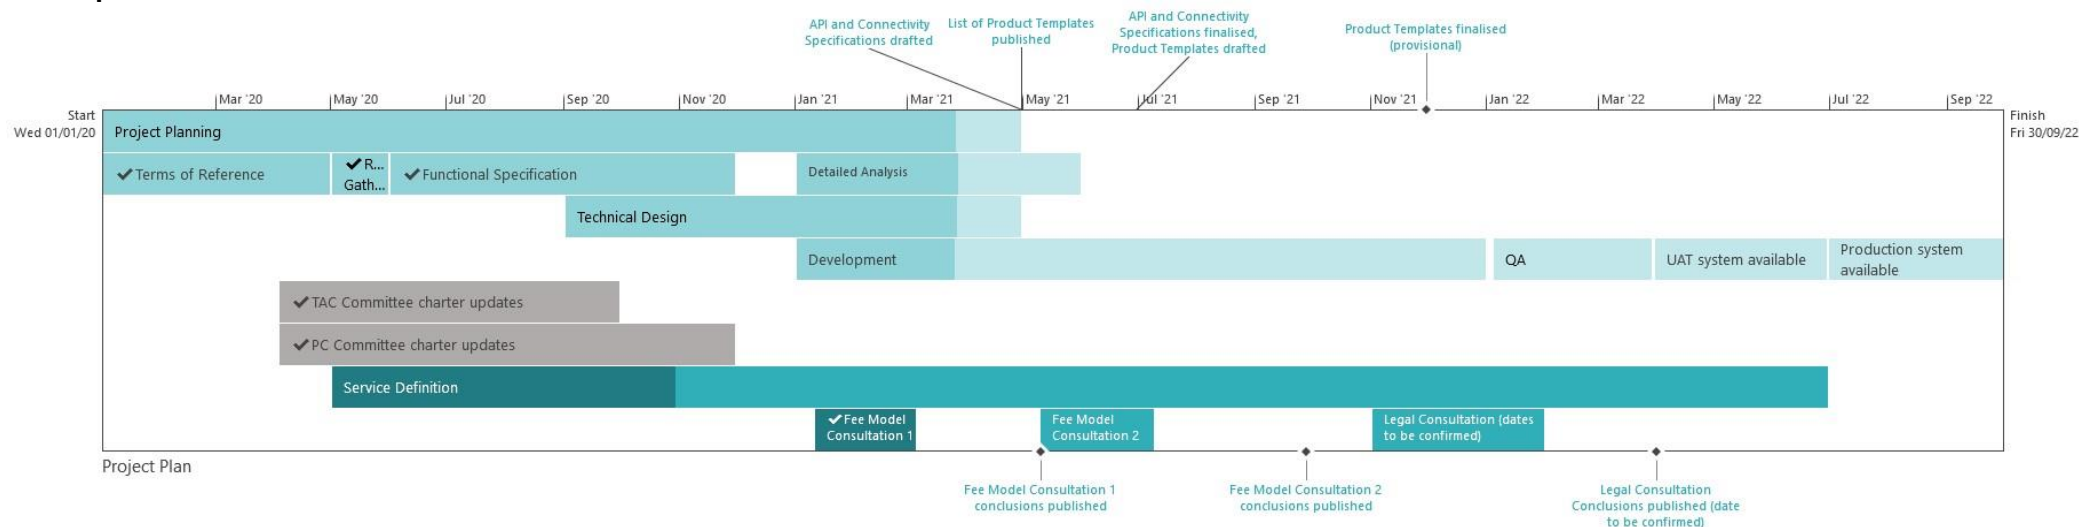 API and Connectivity
Specifications drafted
List of Product Templates
published
API and Connectivity
Specifications finalised,
Product Templates drafted
Product Templates finalised
(provisional)
Mar '20
May '20
Jul '20
Sep '20
Nov '20
Jan '21
Mar '21
May '21
Jul '21
Sep '21
Nov '21
Jan '22
Mar '22
May '22
Jul '22
Sep '22
Start
Wed 01/01/20
Finish
Fri 30/09/22
Project Planning
✔Terms of Reference
✔R...
Gath...
✔Functional Specification
Detailed Analysis
Technical Design
Development
QA
UAT system available
Production system
available
✔TAC Committee charter updates
✔PC Committee charter updates
Service Definition
✔Fee Model
Consultation 1
Fee Model
Consultation 2
Legal Consultation (dates
to be confirmed)
Project Plan
Fee Model Consultation 1
conclusions published
Fee Model Consultation 2
conclusions published
Legal Consultation
Conclusions published (date
to be confirmed)